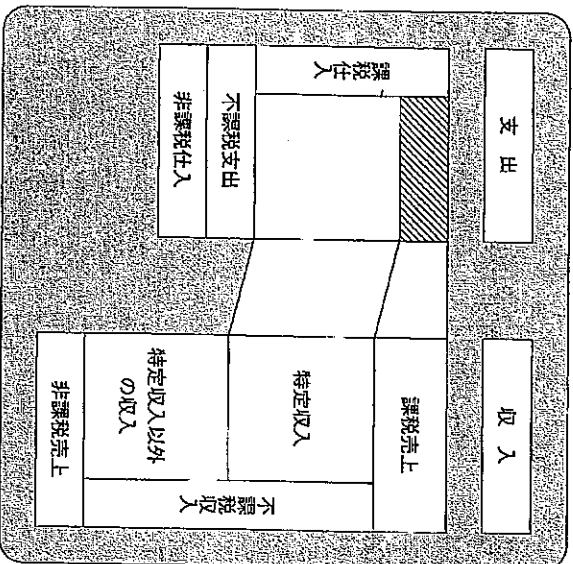 支出
収入
課税仕入
不課税支出
非課税仕入
課税売上
特定収入
特定収入以外
の収入
不課税
収入
非課税売上